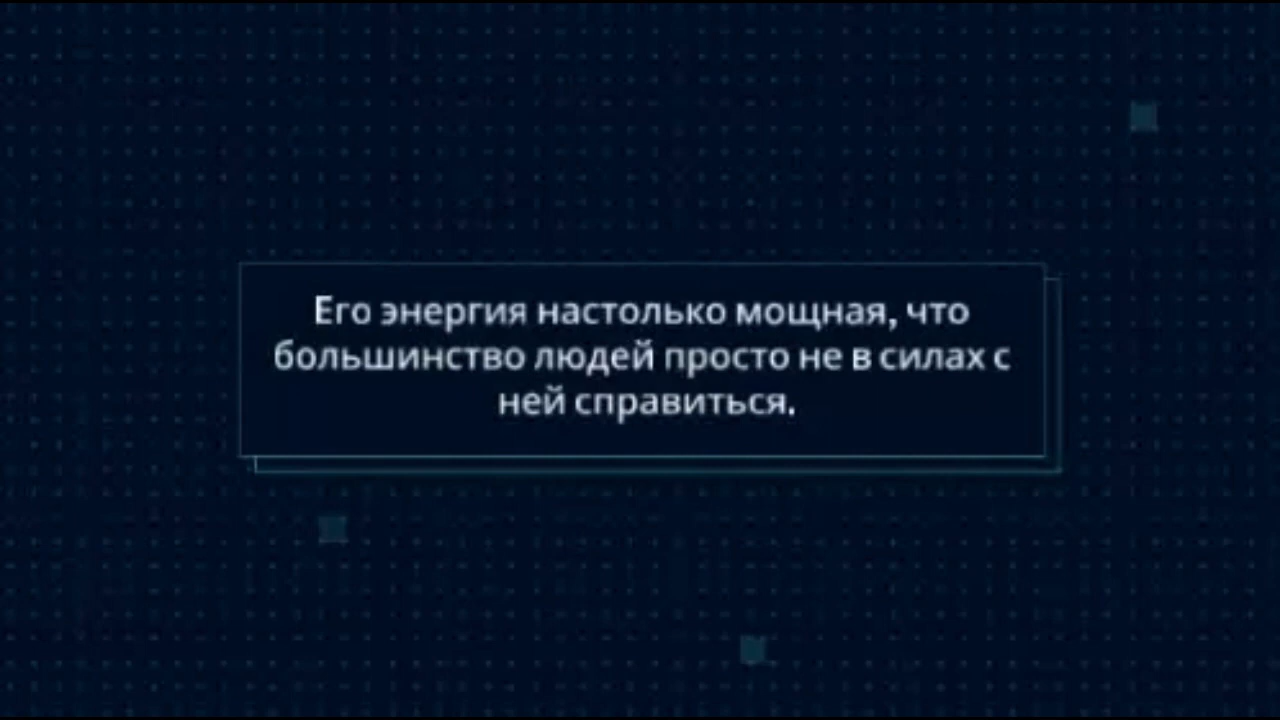 Его энергия настолько мощная, что
большинство людей просто не в силах с
ней справиться.